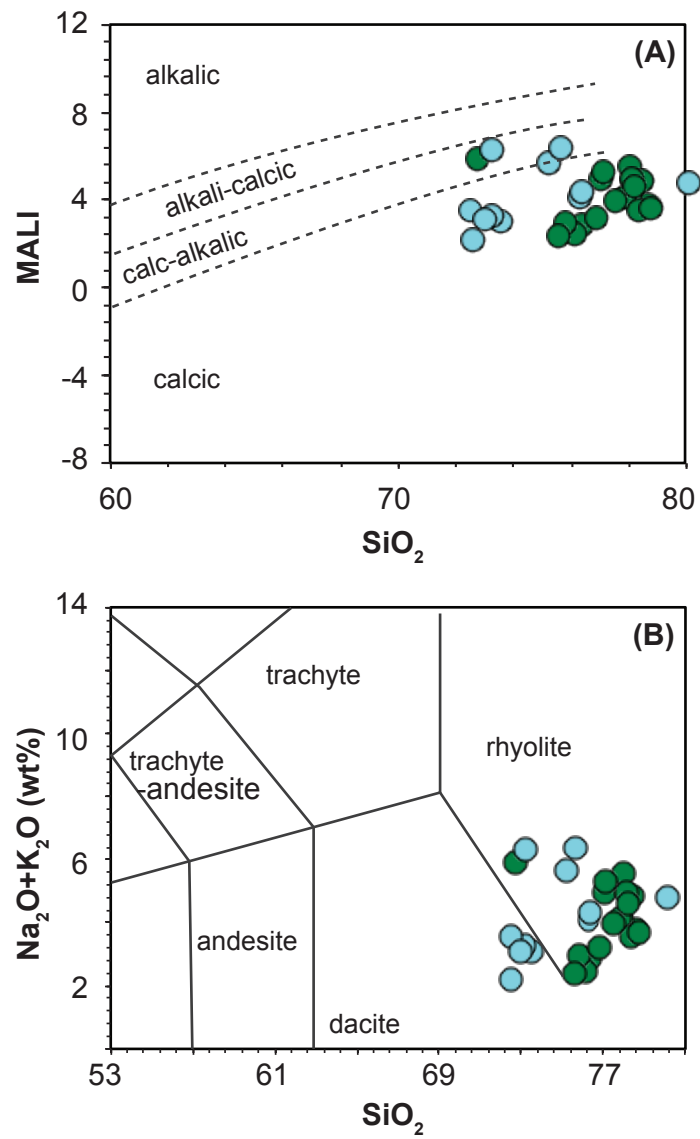 12
(A)
alkalic
8
alkali-calcic
4
MALI
calc-alkalic
0
-4
calcic
-8
60
70
80
SiO₂
14
(B)
trachyte
10
rhyolite
trachyte
-andesite
Na₂O+K₂O (wt%)
6
andesite
2
dacite
53
61
69
77
SiO₂